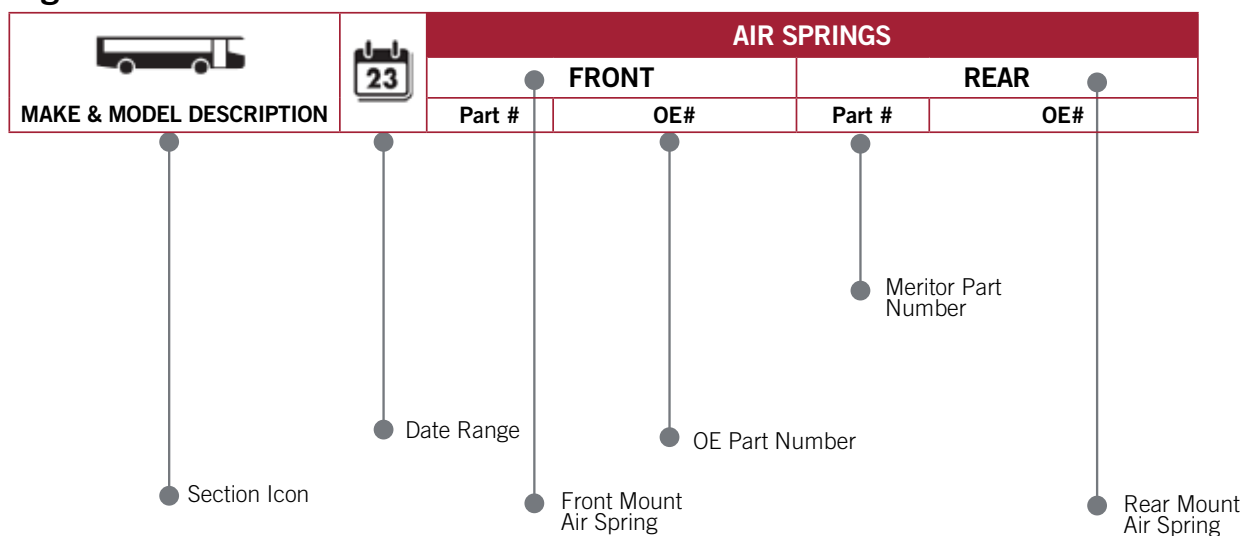 AIR SPRINGS
23
FRONT
REAR
MAKE & MODEL DESCRIPTION
Part #
OE#
Part #
OE#
Meritor Part
Number
Date Range
OE Part Number
Section Icon
Front Mount
Air Spring
Rear Mount
Air Spring